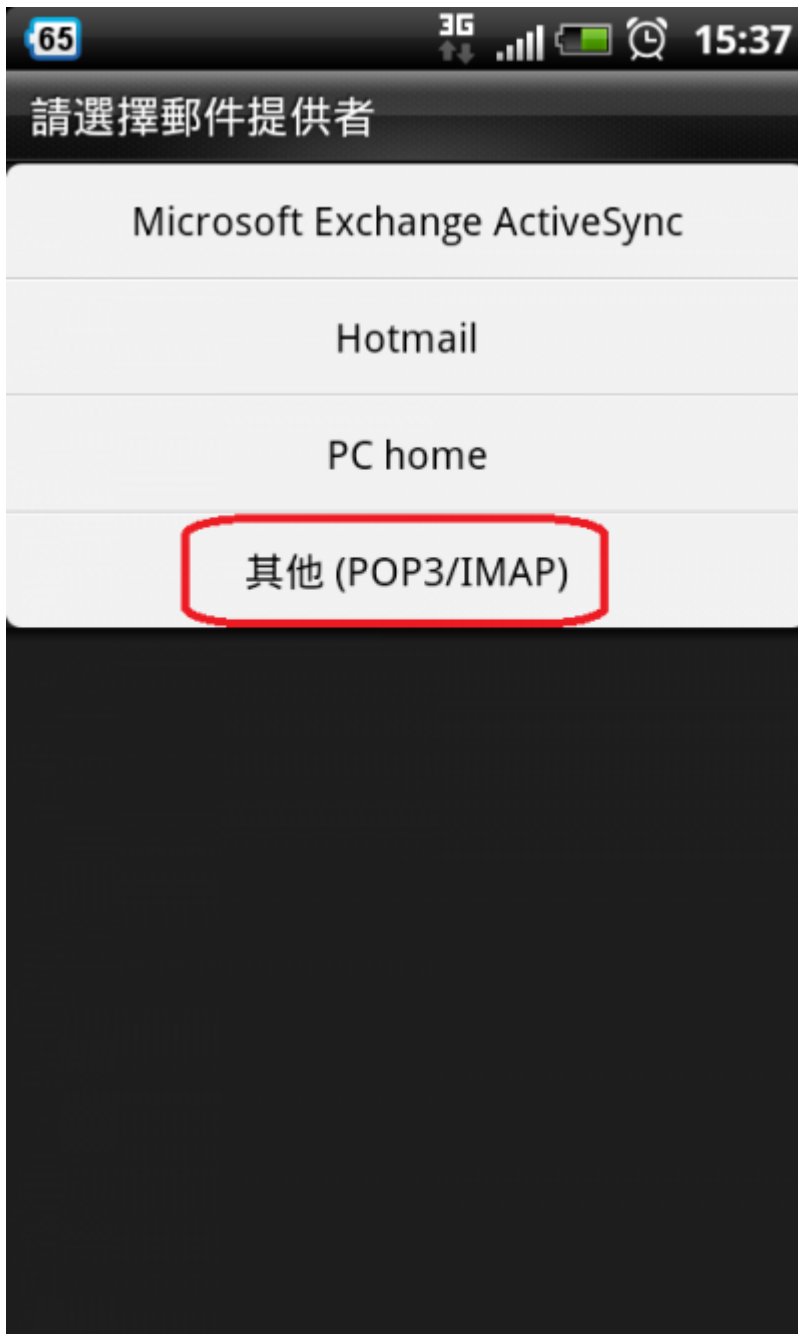 65 3G 15:37
請選擇郵件提供者
Microsoft Exchange ActiveSync
Hotmail
PC home
其他 (POP3/IMAP)